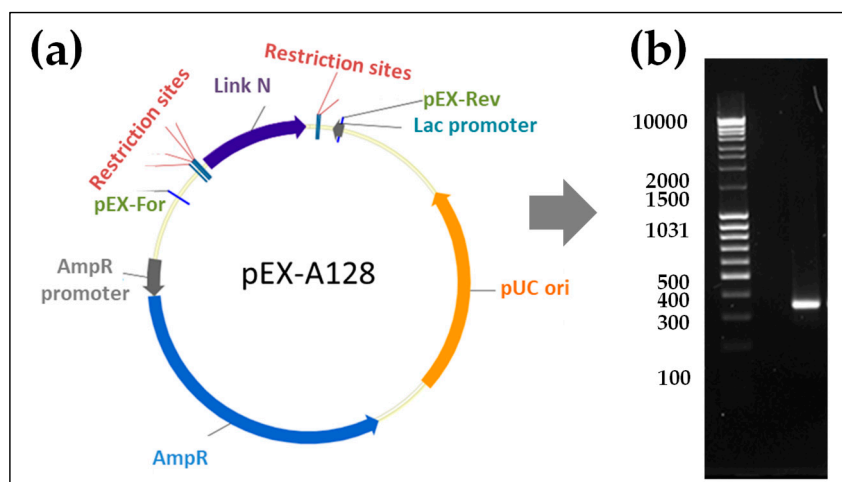 (a)
(b)
Restriction sites
Link N
pEX-Rev
Lac promoter
Restriction sites
pEX-For
AmpR
promoter
pEX-A128
pUC ori
AmpR
10000
2000
1500
1031
500
400
300
100